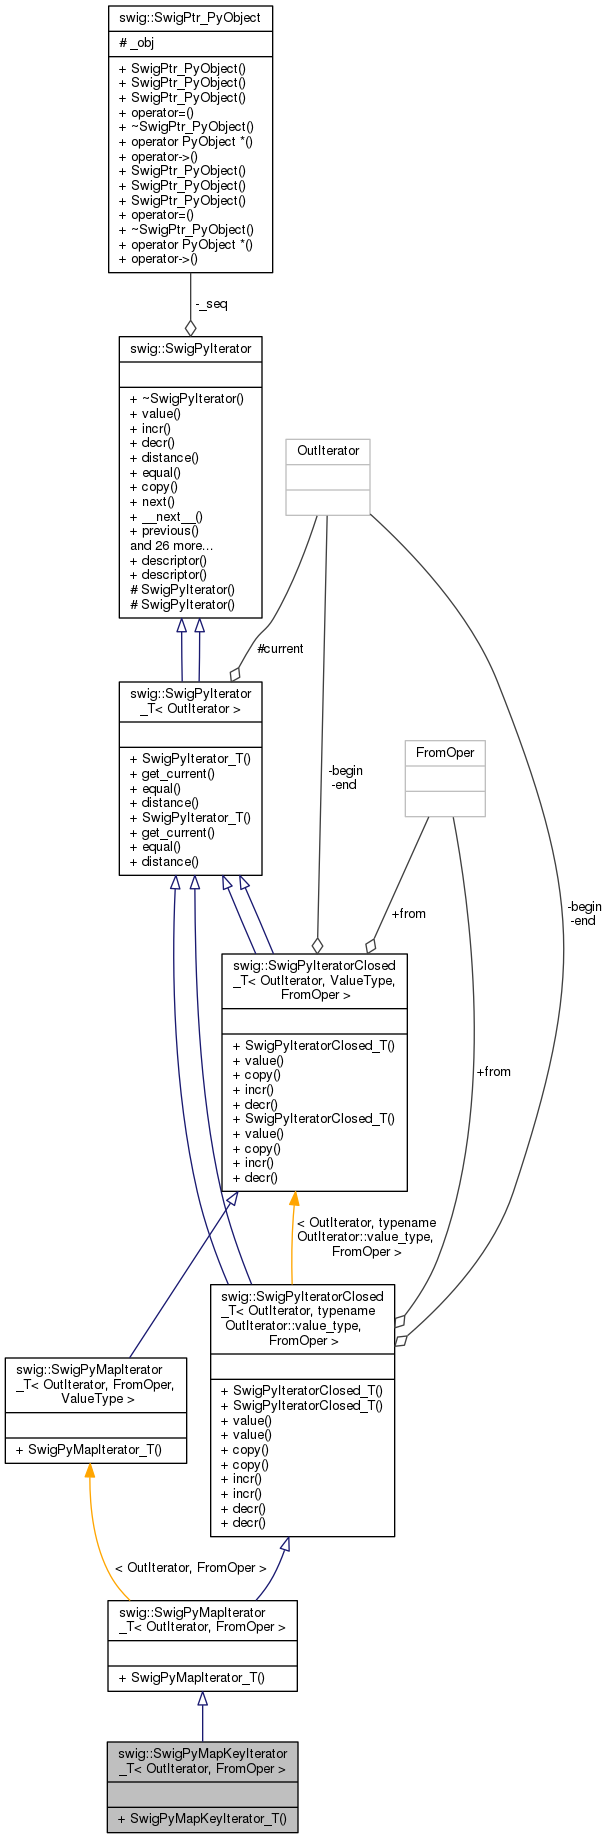 swig::SwigPtr_PyObject
# _obj
+ SwigPtr_PyObject()
+ SwigPtr_PyObject()
+ SwigPtr_PyObject()
+ operator=()
+ ~SwigPtr_PyObject()
+ operator PyObject *()
+ operator->()
+ SwigPtr_PyObject()
+ SwigPtr_PyObject()
+ SwigPtr_PyObject()
+ operator=()
+ ~SwigPtr_PyObject()
+ operator PyObject *()
+ operator->()
-_seq
swig::SwigPyIterator
+ ~SwigPyIterator()
+ value()
+ incr()
+ decr()
+ distance()
+ equal()
+ copy()
+ next()
+ __next__()
+ previous()
and 26 more...
+ descriptor()
+ descriptor()
# SwigPyIterator()
# SwigPyIterator()
OutIterator
#current
swig::SwigPyIterator
_T< OutIterator >
+ SwigPyIterator_T()
+ get_current()
+ equal()
+ distance()
+ SwigPyIterator_T()
+ get_current()
+ equal()
+ distance()
-begin
-end
FromOper
+from
-begin
-end
swig::SwigPyIteratorClosed
_T< OutIterator, ValueType,
FromOper >
+ SwigPyIteratorClosed_T()
+ value()
+ copy()
+ incr()
+ decr()
+ SwigPyIteratorClosed_T()
+ value()
+ copy()
+ incr()
+ decr()
+from
< OutIterator, typename
OutIterator::value_type,
FromOper >
swig::SwigPyIteratorClosed
_T< OutIterator, typename
OutIterator::value_type,
FromOper >
+ SwigPyIteratorClosed_T()
+ SwigPyIteratorClosed_T()
+ value()
+ value()
+ copy()
+ copy()
+ incr()
+ incr()
+ decr()
+ decr()
swig::SwigPyMapIterator
_T< OutIterator, FromOper,
ValueType >
+ SwigPyMapIterator_T()
< OutIterator, FromOper >
swig::SwigPyMapIterator
_T< OutIterator, FromOper >
+ SwigPyMapIterator_T()
swig::SwigPyMapKeyIterator
_T< OutIterator, FromOper >
+ SwigPyMapKeyIterator_T()